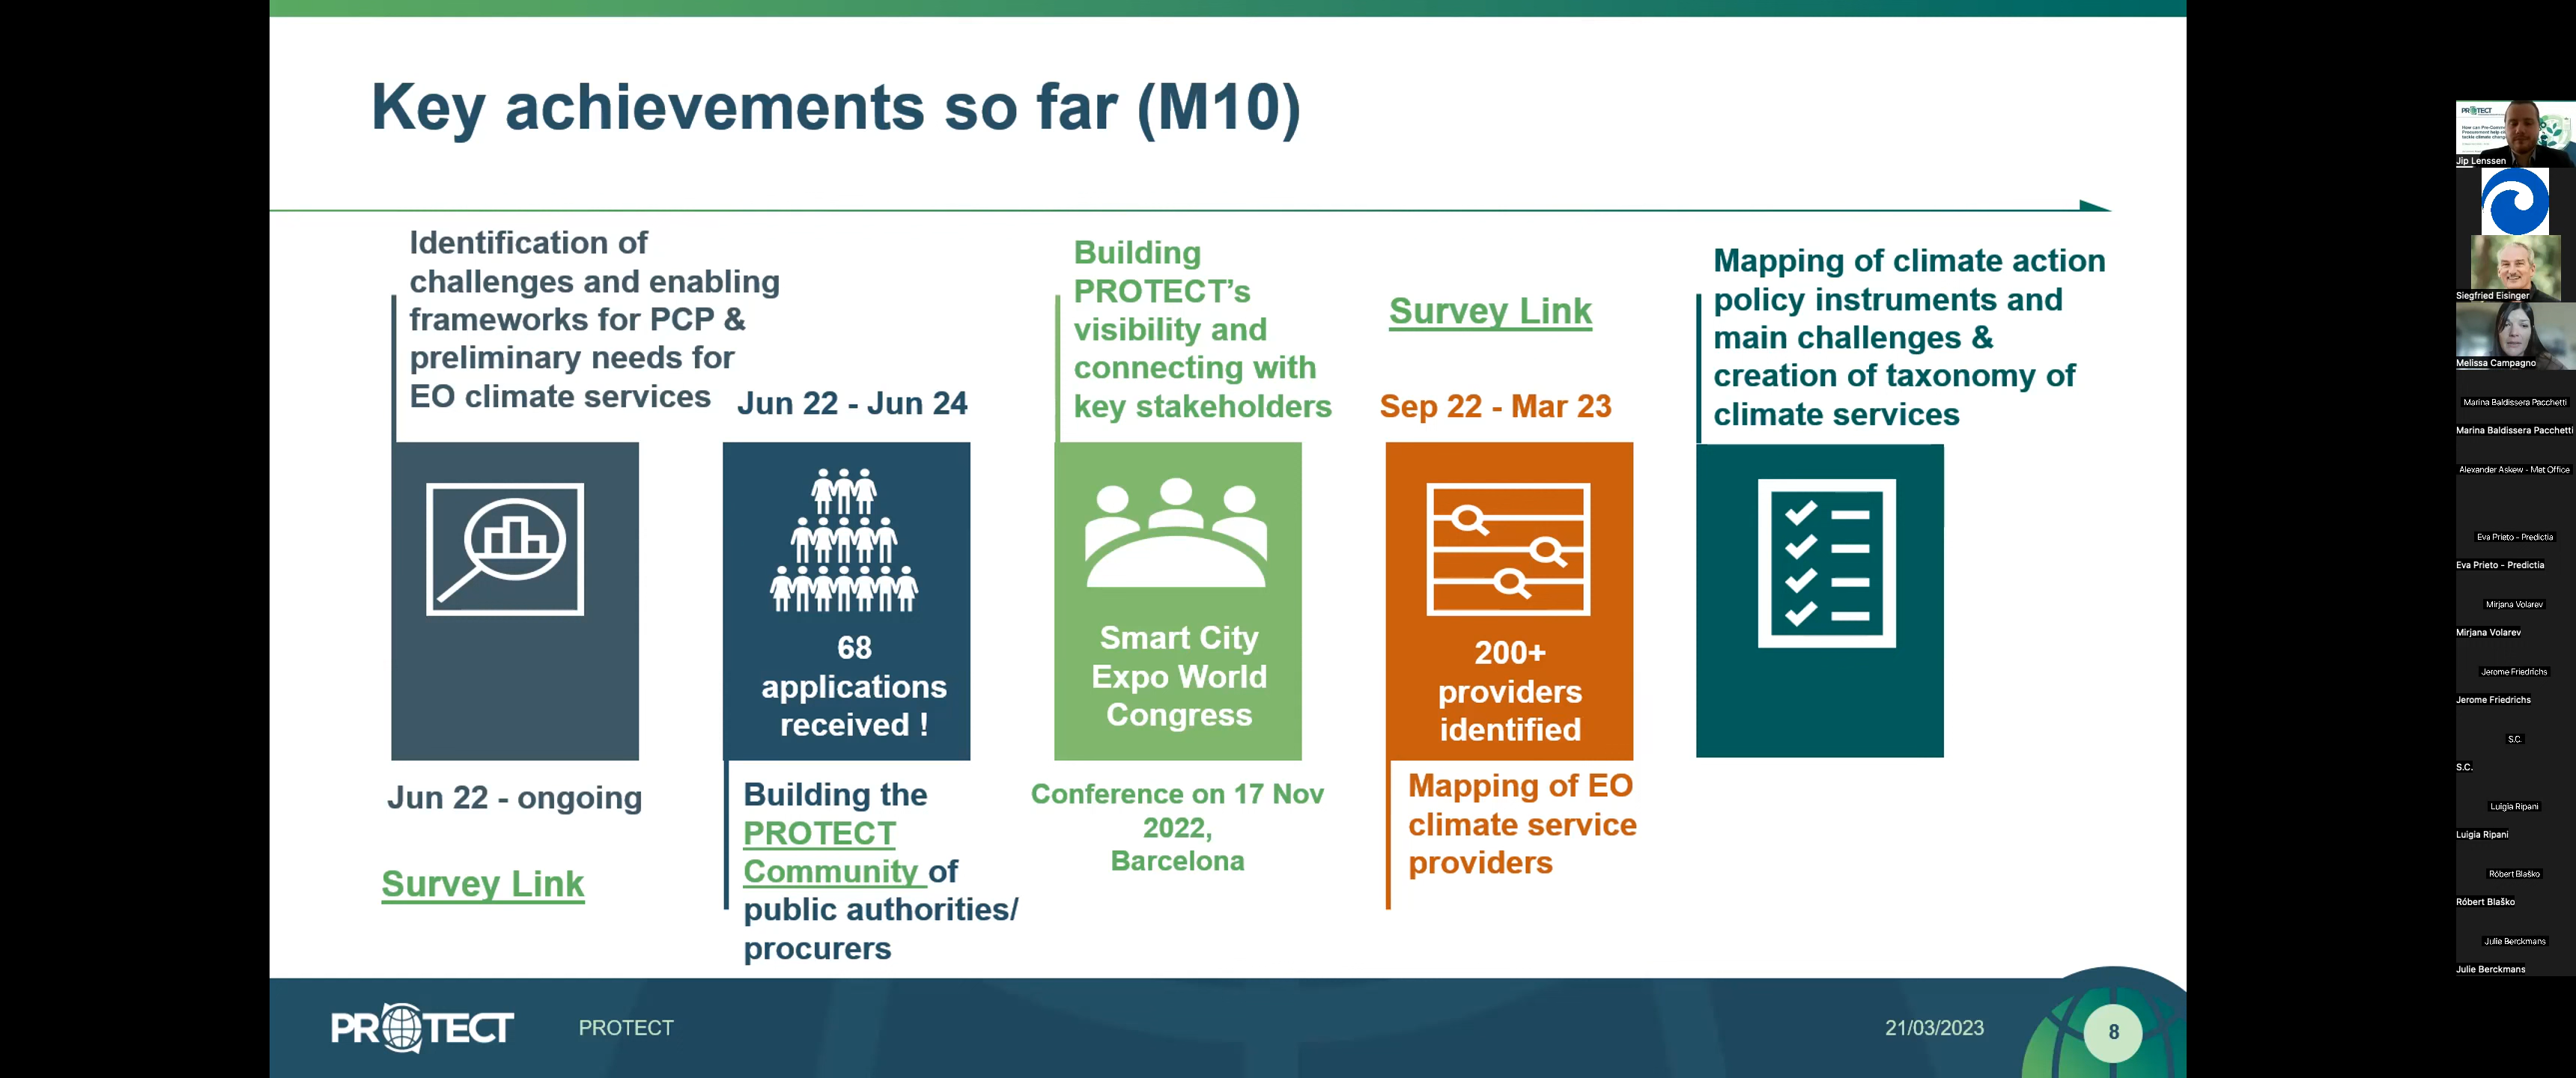 Key achievements so far (M10)
Identification of
challenges and enabling
frameworks for PCP &
preliminary needs for
EO climate services
Jun 22 - ongoing
Survey Link
Jun 22 - Jun 24
68
applications
received !
Building the
PROTECT
Community of
public authorities/
procurers
Building
PROTECT’s
visibility and
connecting with
key stakeholders
Smart City
Expo World
Congress
Conference on 17 Nov
2022,
Barcelona
Survey Link
Sep 22 - Mar 23
200+
providers
identified
Mapping of EO
climate service
providers
Mapping of climate action
policy instruments and
main challenges &
creation of taxonomy of
climate services
PROTECT
PROTECT
21/03/2023
8
PROTECT
Jip Lenssen
Siegfried Eisinger
Melissa Campagno
Marina Baldissera Pacchetti
Marina Baldissera Pacchetti
Alexander Askew - Met Office
Eva Prieto - Predictia
Eva Prieto - Predictia
Mirjana Volarev
Mirjana Volarev
Jerome Friedrichs
Jerome Friedrichs
S.C.
S.C.
Luigia Ripani
Luigia Ripani
Róbert Blaško
Róbert Blaško
Julie Berckmans
Julie Berckmans